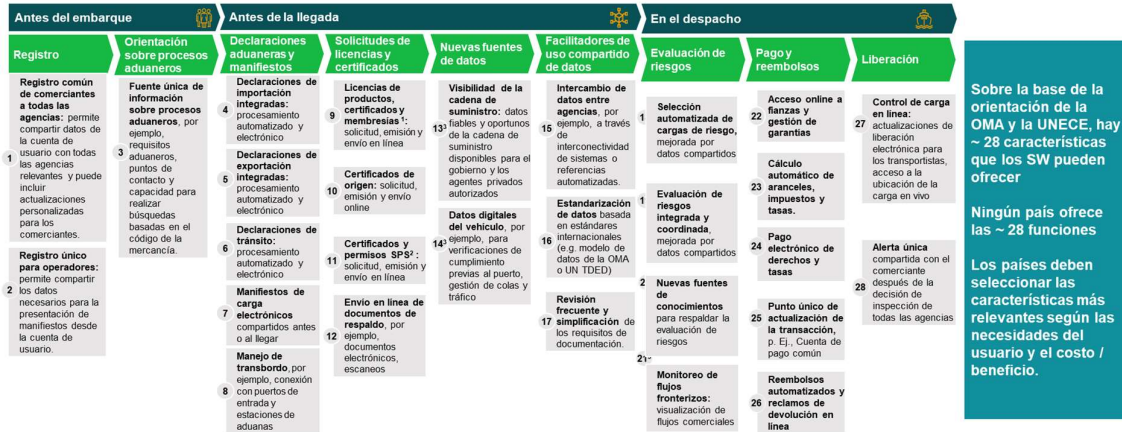 Antes del embarque
Antes de la llegada
En el despacho
Registro
Orientación
sobre procesos
aduaneros
Declaraciones
aduaneras y
manifiestos
Solicitudes de
licencias y
certificados
Nuevas fuentes
de datos
Facilitadores de
uso compartido
de datos
Evaluación de
riesgos
Pago y
reembolsos
Liberación
1
Registro común
de comerciantes
a todas las
agencias: permite
compartir datos de
la cuenta de
usuario con todas
las agencias
relevantes y puede
incluir
actualizaciones
personalizadas
para los
comerciantes.
2
Registro único
para operadores:
permite compartir
los datos
necesarios para la
presentación de
manifiestos desde
la cuenta de
usuario.
3
Fuente única de
información
sobre procesos
aduaneros, por
ejemplo,
requisitos
aduaneros,
puntos de
contacto y
capacidad para
realizar
búsquedas
basadas en el
código de la
mercancía.
4
Declaraciones de
importación
integradas:
procesamiento
automatizado y
electrónico
5
Declaraciones de
exportación
integradas:
procesamiento
automatizado y
electrónico
6
Declaraciones de
tránsito:
procesamiento
automatizado y
electrónico
7
Manifiestos de
carga
electrónicos
compartidos antes
o al llegar
8
Manejo de
transbordo, por
ejemplo, conexión
con puertos de
entrada y
estaciones de
aduanas
9
Licencias de
productos,
certificados y
membresías ¹:
solicitud, emisión y
envío en línea
10
Certificados de
origen: solicitud,
emisión y envío
online
11
Certificados y
permisos SPS² :
solicitud, emisión y
envío en línea
12
Envío en linea de
documentos de
respaldo, por
ejemplo,
documentos
electrónicos,
escaneos
13³
Visibilidad de la
cadena de
suministro: datos
fiables y oportunos
de la cadena de
suministro
disponibles para el
gobierno y los
agentes privados
autorizados
14³
Datos digitales
del vehículo, por
ejemplo, para
verificaciones de
cumplimiento
previas al puerto,
gestión de colas y
tráfico
15
Intercambio de
datos entre
agencias, por
ejemplo, a través
de
interconectividad
de sistemas o
referencias
automatizadas.
16
Estandarización
de datos basada
en estándares
internacionales
(e.g. modelo de
datos de la OMA
o UN TDED)
17
Revisión
frecuente y
simplificación de
los requisitos de
documentación.
1
Selección
automatizada de
cargas de riesgo,
mejorada por
datos compartidos
1
Evaluación de
riesgos
integrada y
coordinada,
mejorada por
datos compartidos
2
Nuevas fuentes
de
conocimientos
para respaldar la
evaluación de
riesgos
Monitoreo de
flujos
fronterizos:
visualización de
flujos comerciales
22
Acceso online a
fianzas y
gestión de
garantias
23
Cálculo
automático de
aranceles,
impuestos y
tasas.
24
Pago
electrónico de
derechos y
tasas
25
Punto único de
actualización de
la transacción,
p. Ej., Cuenta de
pago común
26
Reembolsos
automatizados y
reclamos de
devolución en
línea
27
Control de carga
en línea:
actualizaciones de
liberación
electrónica para
los transportistas,
acceso a la
ubicación de la
carga en vivo
28
Alerta única
compartida con el
comerciante
después de la
decisión de
inspección de
todas las agencias
Sobre la base de la
orientación de la
OMA y la UNECE, hay
~ 28 características
que los SW pueden
ofrecer
Ningún país ofrece
las ~ 28 funciones
Los países deben
seleccionar las
características más
relevantes según las
necesidades del
usuario y el costo /
beneficio.